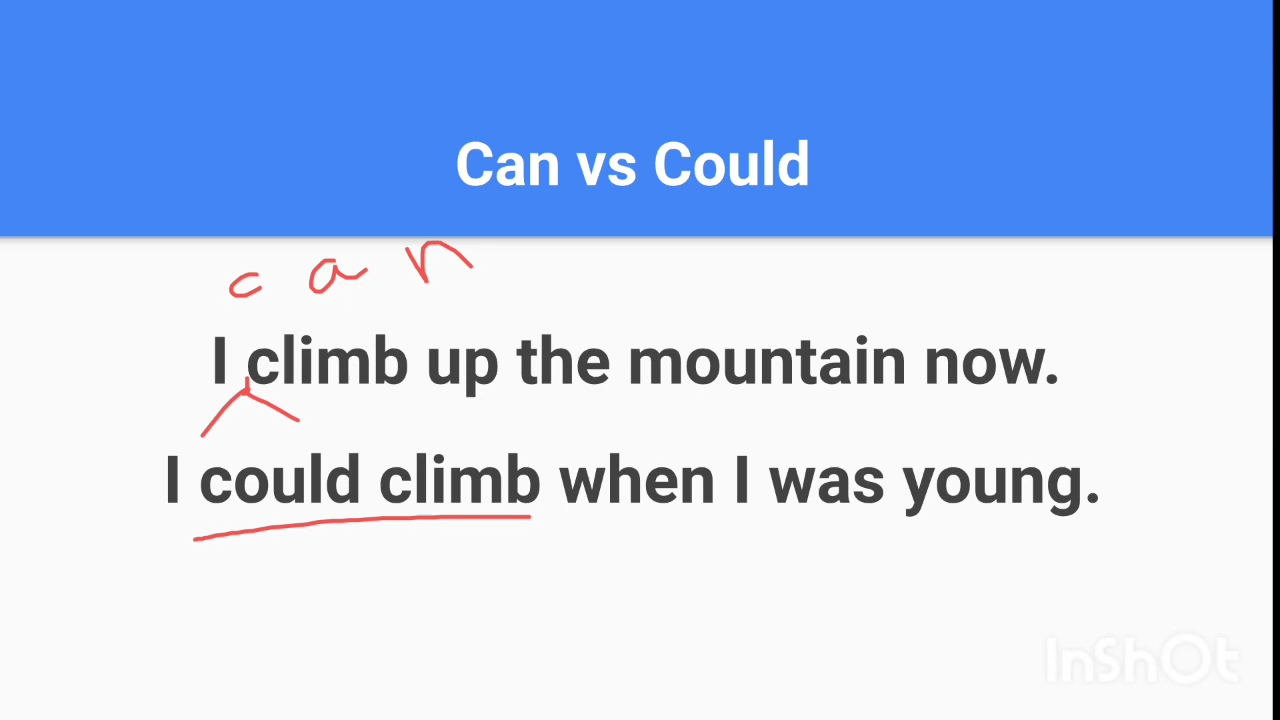 Can vs Could
can
I climb up the mountain now.
I could climb when I was young.
InShOt